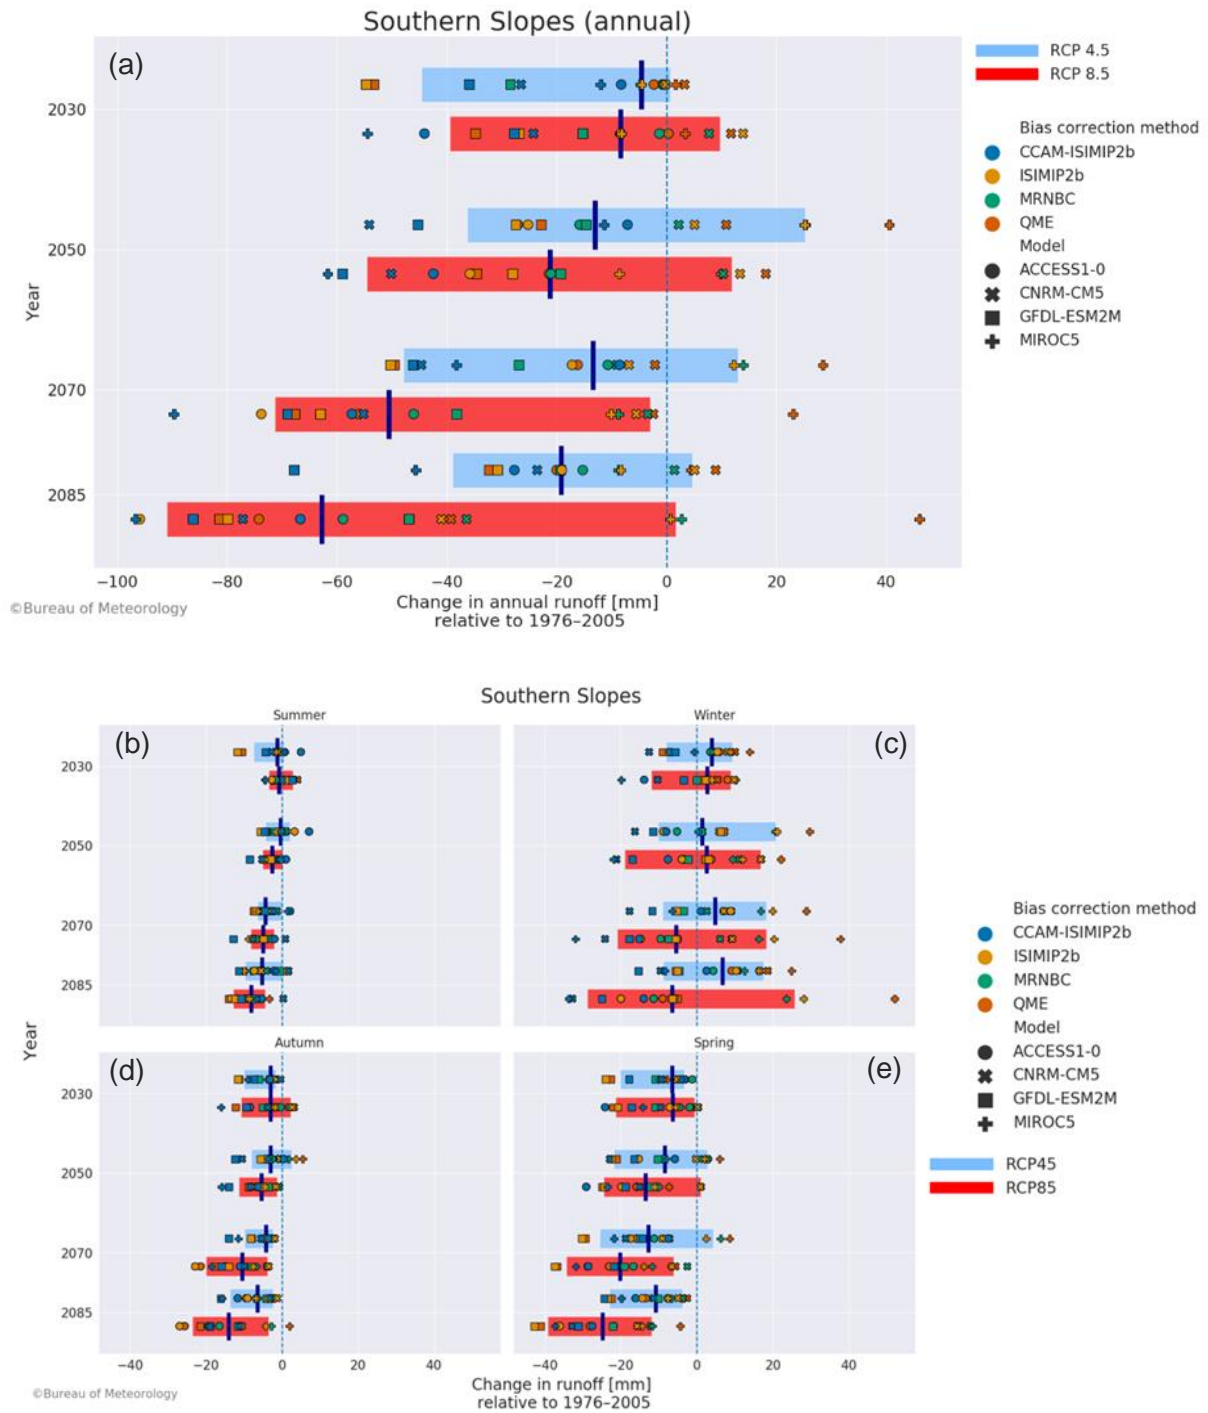 Southern Slopes (annual)
(a)
RCP 4.5
RCP 8.5
Bias correction method
CCAM-ISIMIP2b
ISIMIP2b
MRNBC
QME
Model
ACCESS1-0
CNRM-CM5
GFDL-ESM2M
MIROC5
Year
2030
2050
2070
2085
−100 −80 −60 −40 −20 0 20 40
Change in annual runoff [mm]
relative to 1976–2005
©Bureau of Meteorology
Southern Slopes
Summer Winter
(b) (c)
2030
2050
2070
2085
Year
Autumn Spring
(d) (e)
2030
2050
2070
2085
−40 −20 0 20 40 −40 −20 0 20 40
Change in runoff [mm]
relative to 1976–2005
©Bureau of Meteorology
Bias correction method
CCAM-ISIMIP2b
ISIMIP2b
MRNBC
QME
Model
ACCESS1-0
CNRM-CM5
GFDL-ESM2M
MIROC5
RCP45
RCP85